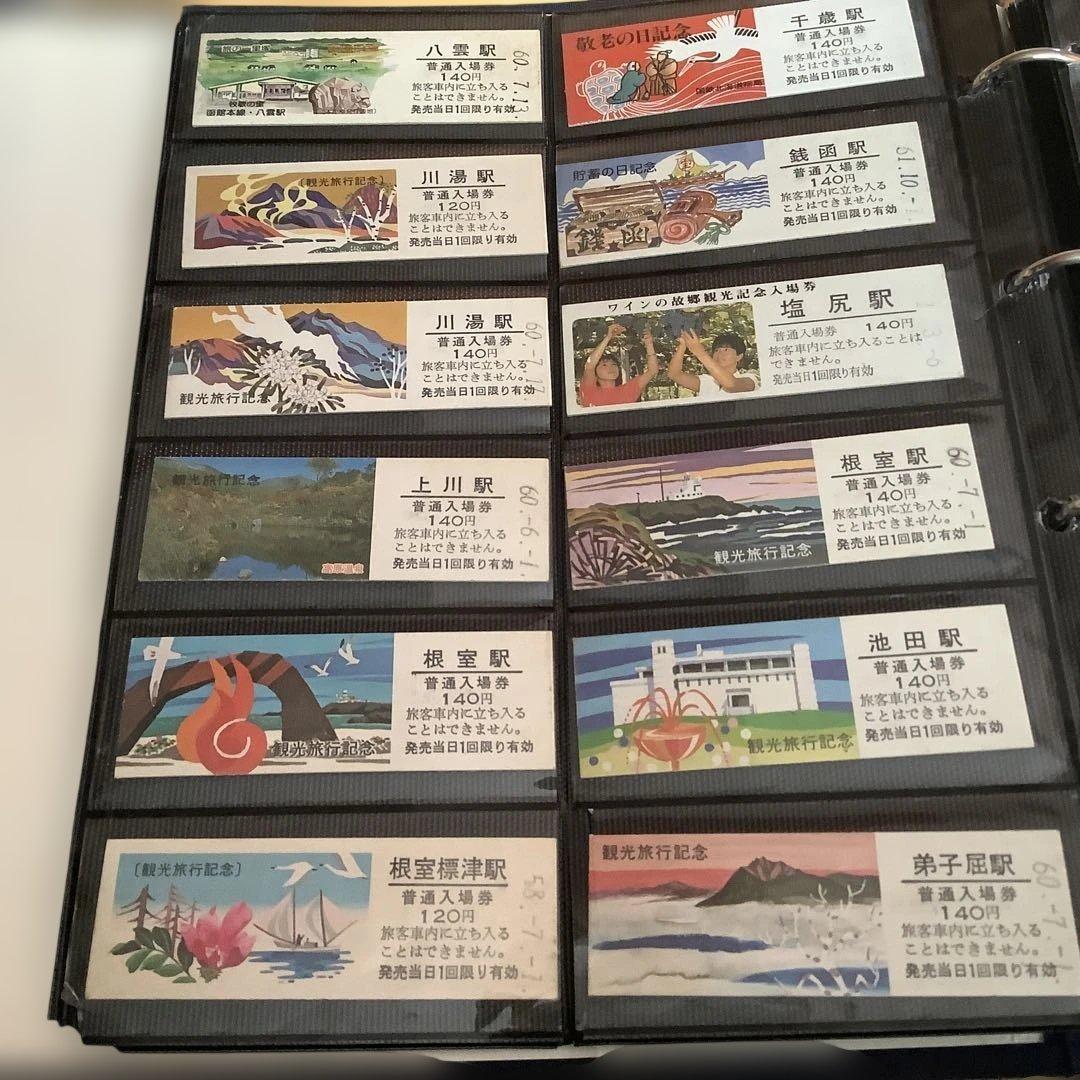 八雲駅
普通入場券
140円
旅客車内に立ち入る
ことはできません。
発売当日1回限り有効
60.7.13
牧歌の里
函館本線・八雲駅
敬老の日記念
千歳駅
普通入場券
140円
旅客車内に立ち入る
ことはできません。
発売当日1回限り有効
〔観光旅行記念〕
川湯駅
普通入場券
120円
旅客車内に立ち入る
ことはできません。
発売当日1回限り有効
貯蓄の日記念
銭函
銭函駅
普通入場券
140円
旅客車内に立ち入る
ことはできません。
発売当日1回限り有効
61.10.
観光旅行記念
川湯駅
普通入場券
140円
旅客車内に立ち入る
ことはできません。
発売当日1回限り有効
60.-7.17
ワインの故郷観光記念入場券
塩尻駅
普通入場券 140円
旅客車内に立ち入ることは
できません。
発売当日1回限り有効
観光旅行記念
高原温泉
上川駅
普通入場券
140円
旅客車内に立ち入る
ことはできません。
発売当日1回限り有効
60.-6.-1
観光旅行記念
根室駅
普通入場券
140円
旅客車内に立ち入る
ことはできません。
発売当日1回限り有効
60.-7.-1
観光旅行記念
根室駅
普通入場券
140円
旅客車内に立ち入る
ことはできません。
発売当日1回限り有効
観光旅行記念
池田駅
普通入場券
140円
旅客車内に立ち入る
ことはできません。
発売当日1回限り有効
〔観光旅行記念〕
根室標津駅
普通入場券
120円
旅客車内に立ち入る
ことはできません。
発売当日1回限り有効
58.-7.-1
観光旅行記念
弟子屈駅
普通入場券
140円
旅客車内に立ち入る
ことはできません。
発売当日1回限り有効
60.-7.-1